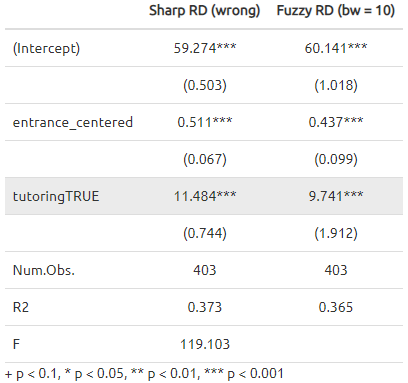 Sharp RD (wrong) Fuzzy RD (bw = 10)
(Intercept) 59.274*** 60.141***
(0.503) (1.018)
entrance_centered 0.511*** 0.437***
(0.067) (0.099)
tutoringTRUE 11.484*** 9.741***
(0.744) (1.912)
Num.Obs. 403 403
R2 0.373 0.365
F 119.103
+ p < 0.1, * p < 0.05, ** p < 0.01, *** p < 0.001